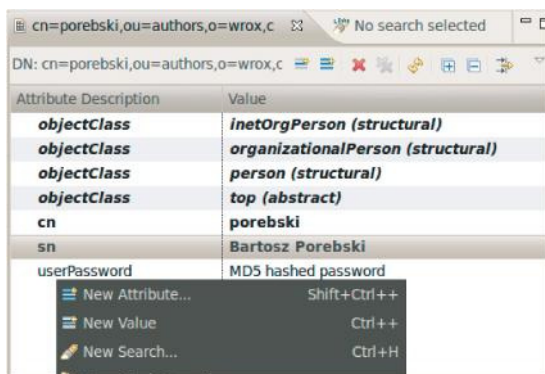 cn=porebski,ou=authors,o=wrox,c No search selected
DN: cn=porebski,ou=authors,o=wrox,c
Attribute Description Value
objectClass inetOrgPerson (structural)
objectClass organizationalPerson (structural)
objectClass person (structural)
objectClass top (abstract)
cn porebski
sn Bartosz Porebski
userPassword MD5 hashed password
New Attribute... Shift+Ctrl++
New Value Ctrl++
New Search... Ctrl+H